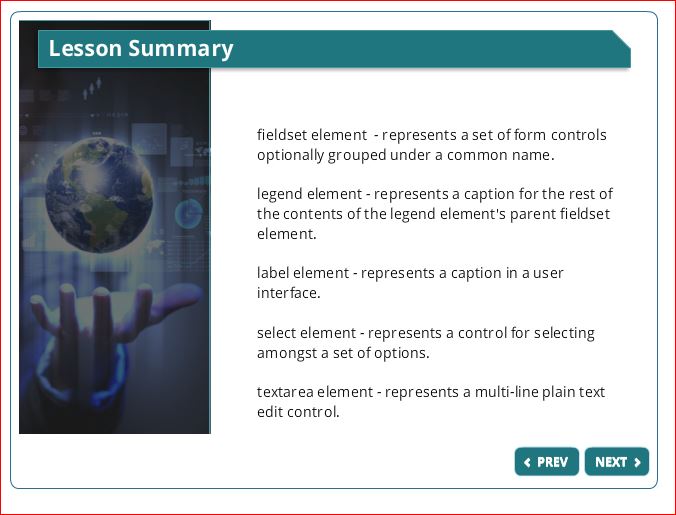 Lesson Summary
fieldset element  - represents a set of form controls
optionally grouped under a common name.
legend element - represents a caption for the rest of
the contents of the legend element's parent fieldset
element.
label element - represents a caption in a user
interface.
select element - represents a control for selecting
amongst a set of options.
textarea element - represents a multi-line plain text
edit control.
PREV
NEXT